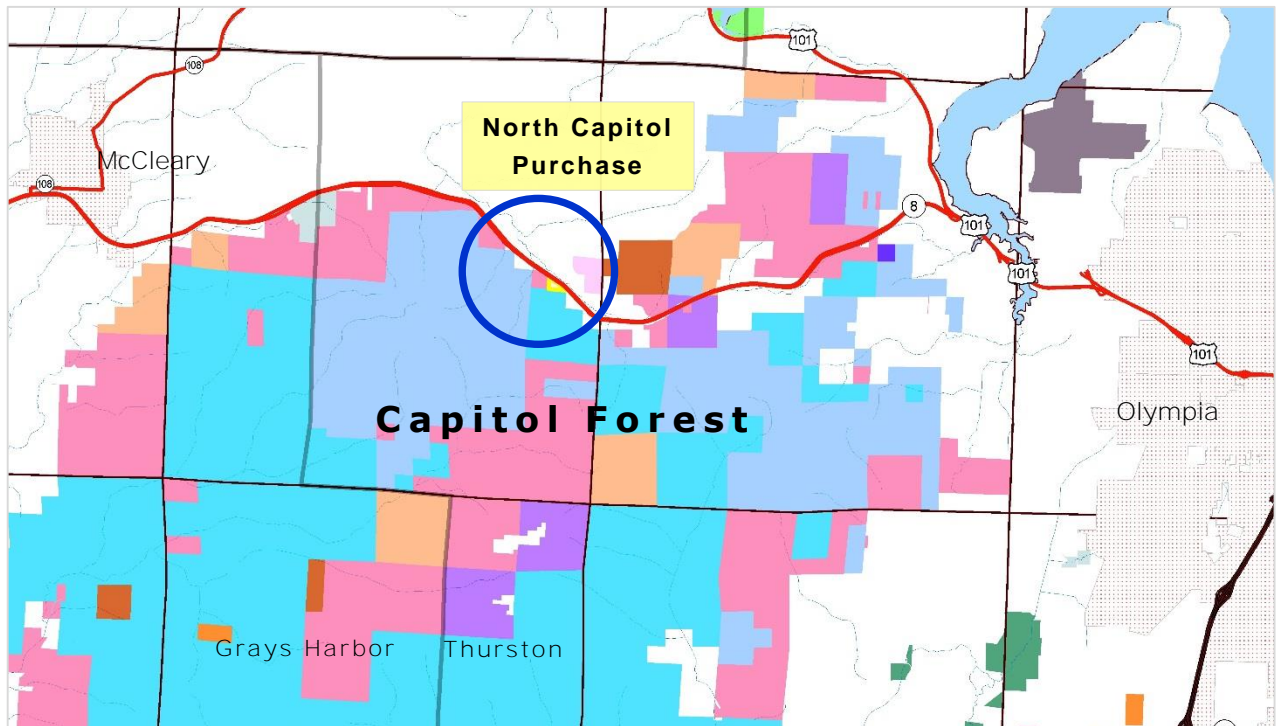 101
108
North Capitol
Purchase
McCleary
108
8
101
101
101
Capitol Forest
Olympia
Grays Harbor
Thurston